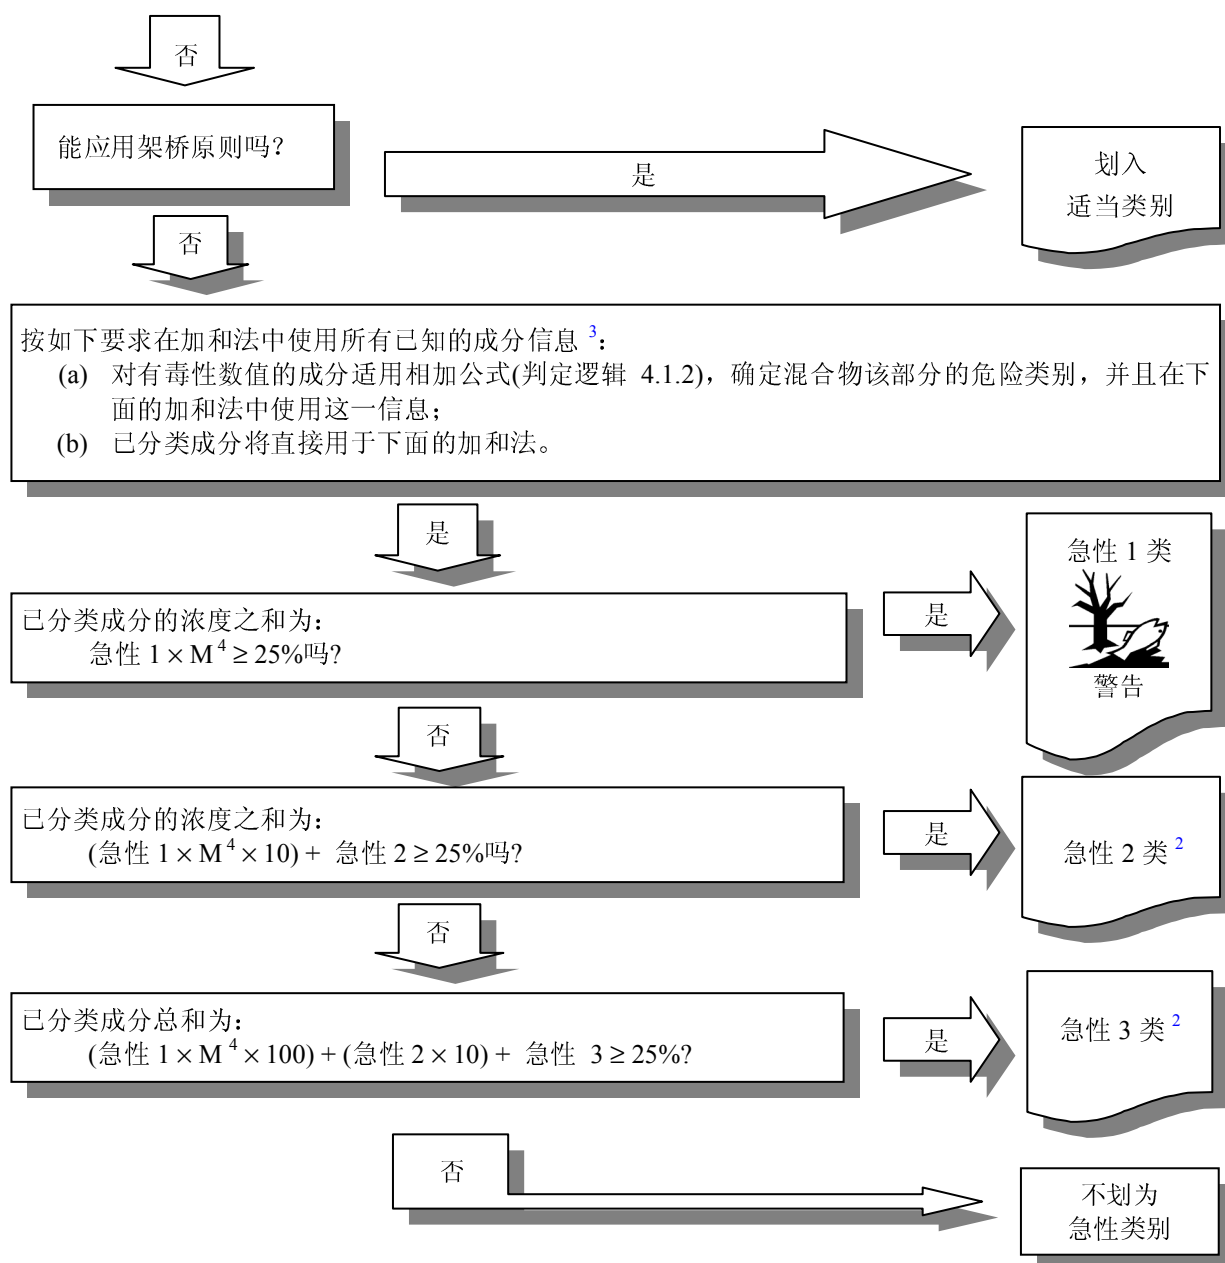 否
能应用架桥原则吗?
是
划入
适当类别
否
按如下要求在加和法中使用所有已知的成分信息 3:
(a) 对有毒性数值的成分适用相加公式(判定逻辑 4.1.2),确定混合物该部分的危险类别,并且在下
面的加和法中使用这一信息;
(b) 已分类成分将直接用于下面的加和法。
是
已分类成分的浓度之和为:
急性 1 × M 4 ≥ 25%吗?
是
急性 1 类
警告
否
已分类成分的浓度之和为:
(急性 1 × M 4 × 10) + 急性 2 ≥ 25%吗?
是
急性 2 类 2
否
已分类成分总和为:
(急性 1 × M 4 × 100) + (急性 2 × 10) + 急性 3 ≥ 25%?
是
急性 3 类 2
否
不划为
急性类别